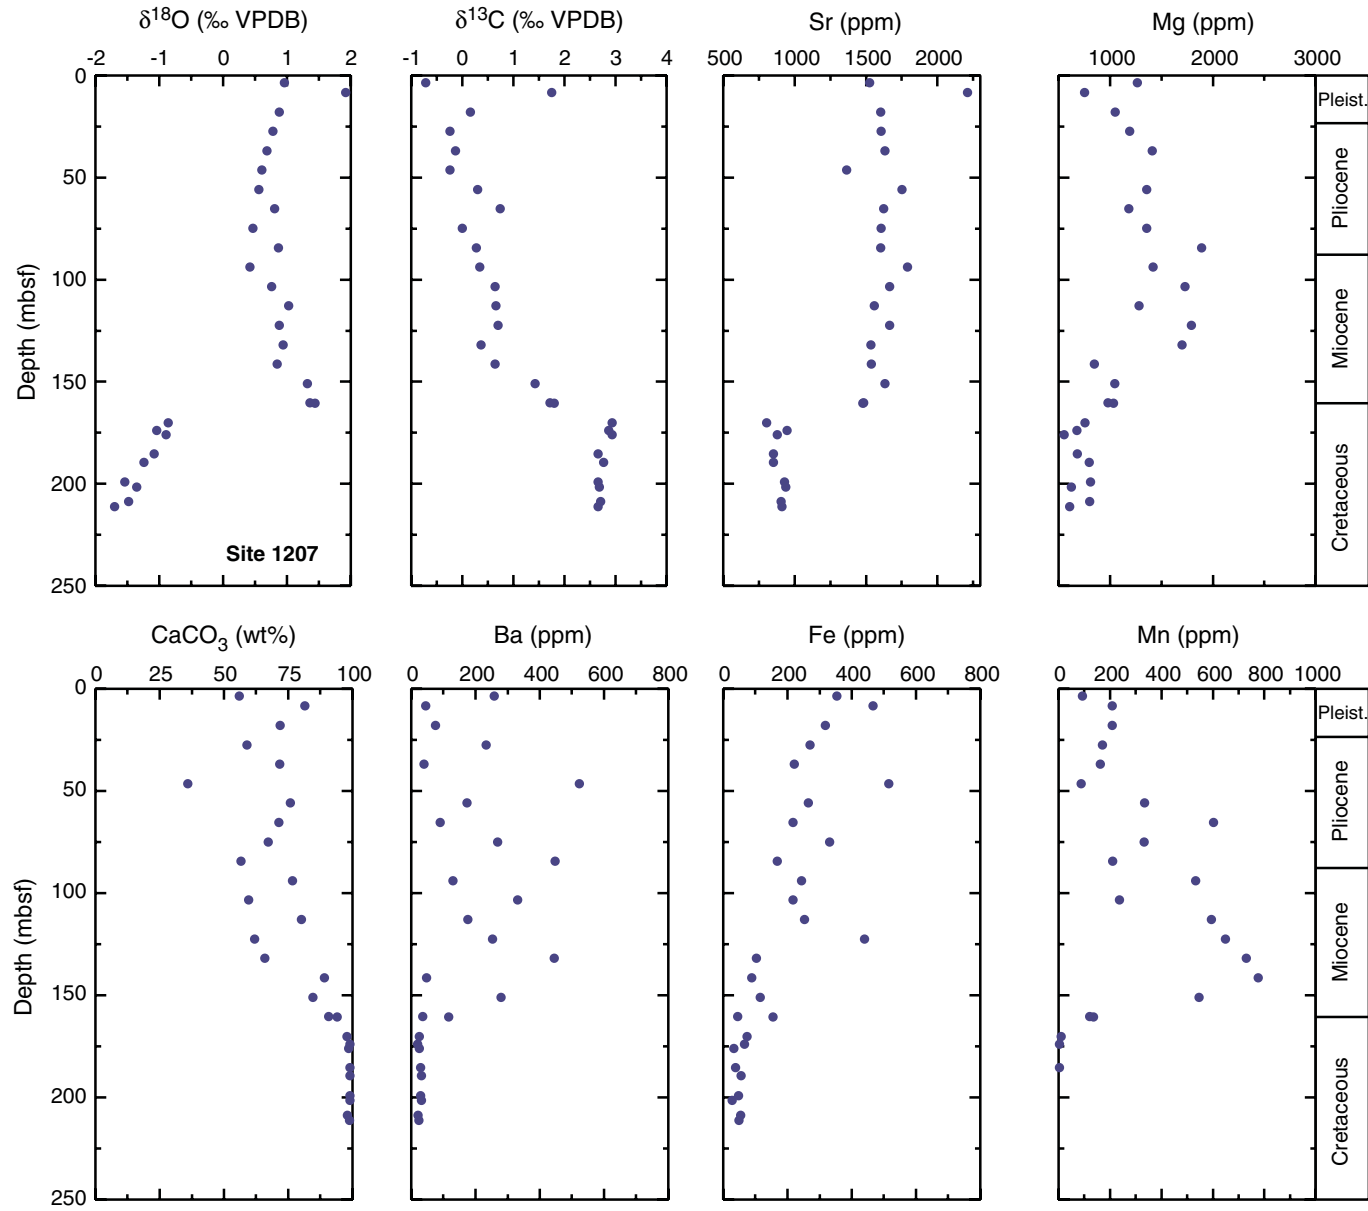 δ18O (‰ VPDB) δ13C (‰ VPDB) Sr (ppm) Mg (ppm)
-2 -1 0 1 2 -1 0 1 2 3 4 500 1000 1500 2000 1000 2000 3000
0
50
100
150
200
250
Depth (mbsf)
Site 1207
Pleist.
Pliocene
Miocene
Cretaceous
CaCO3 (wt%) Ba (ppm) Fe (ppm) Mn (ppm)
0 25 50 75 100 0 200 400 600 800 0 200 400 600 800 0 200 400 600 800 1000
0
50
100
150
200
250
Depth (mbsf)
Pleist.
Pliocene
Miocene
Cretaceous